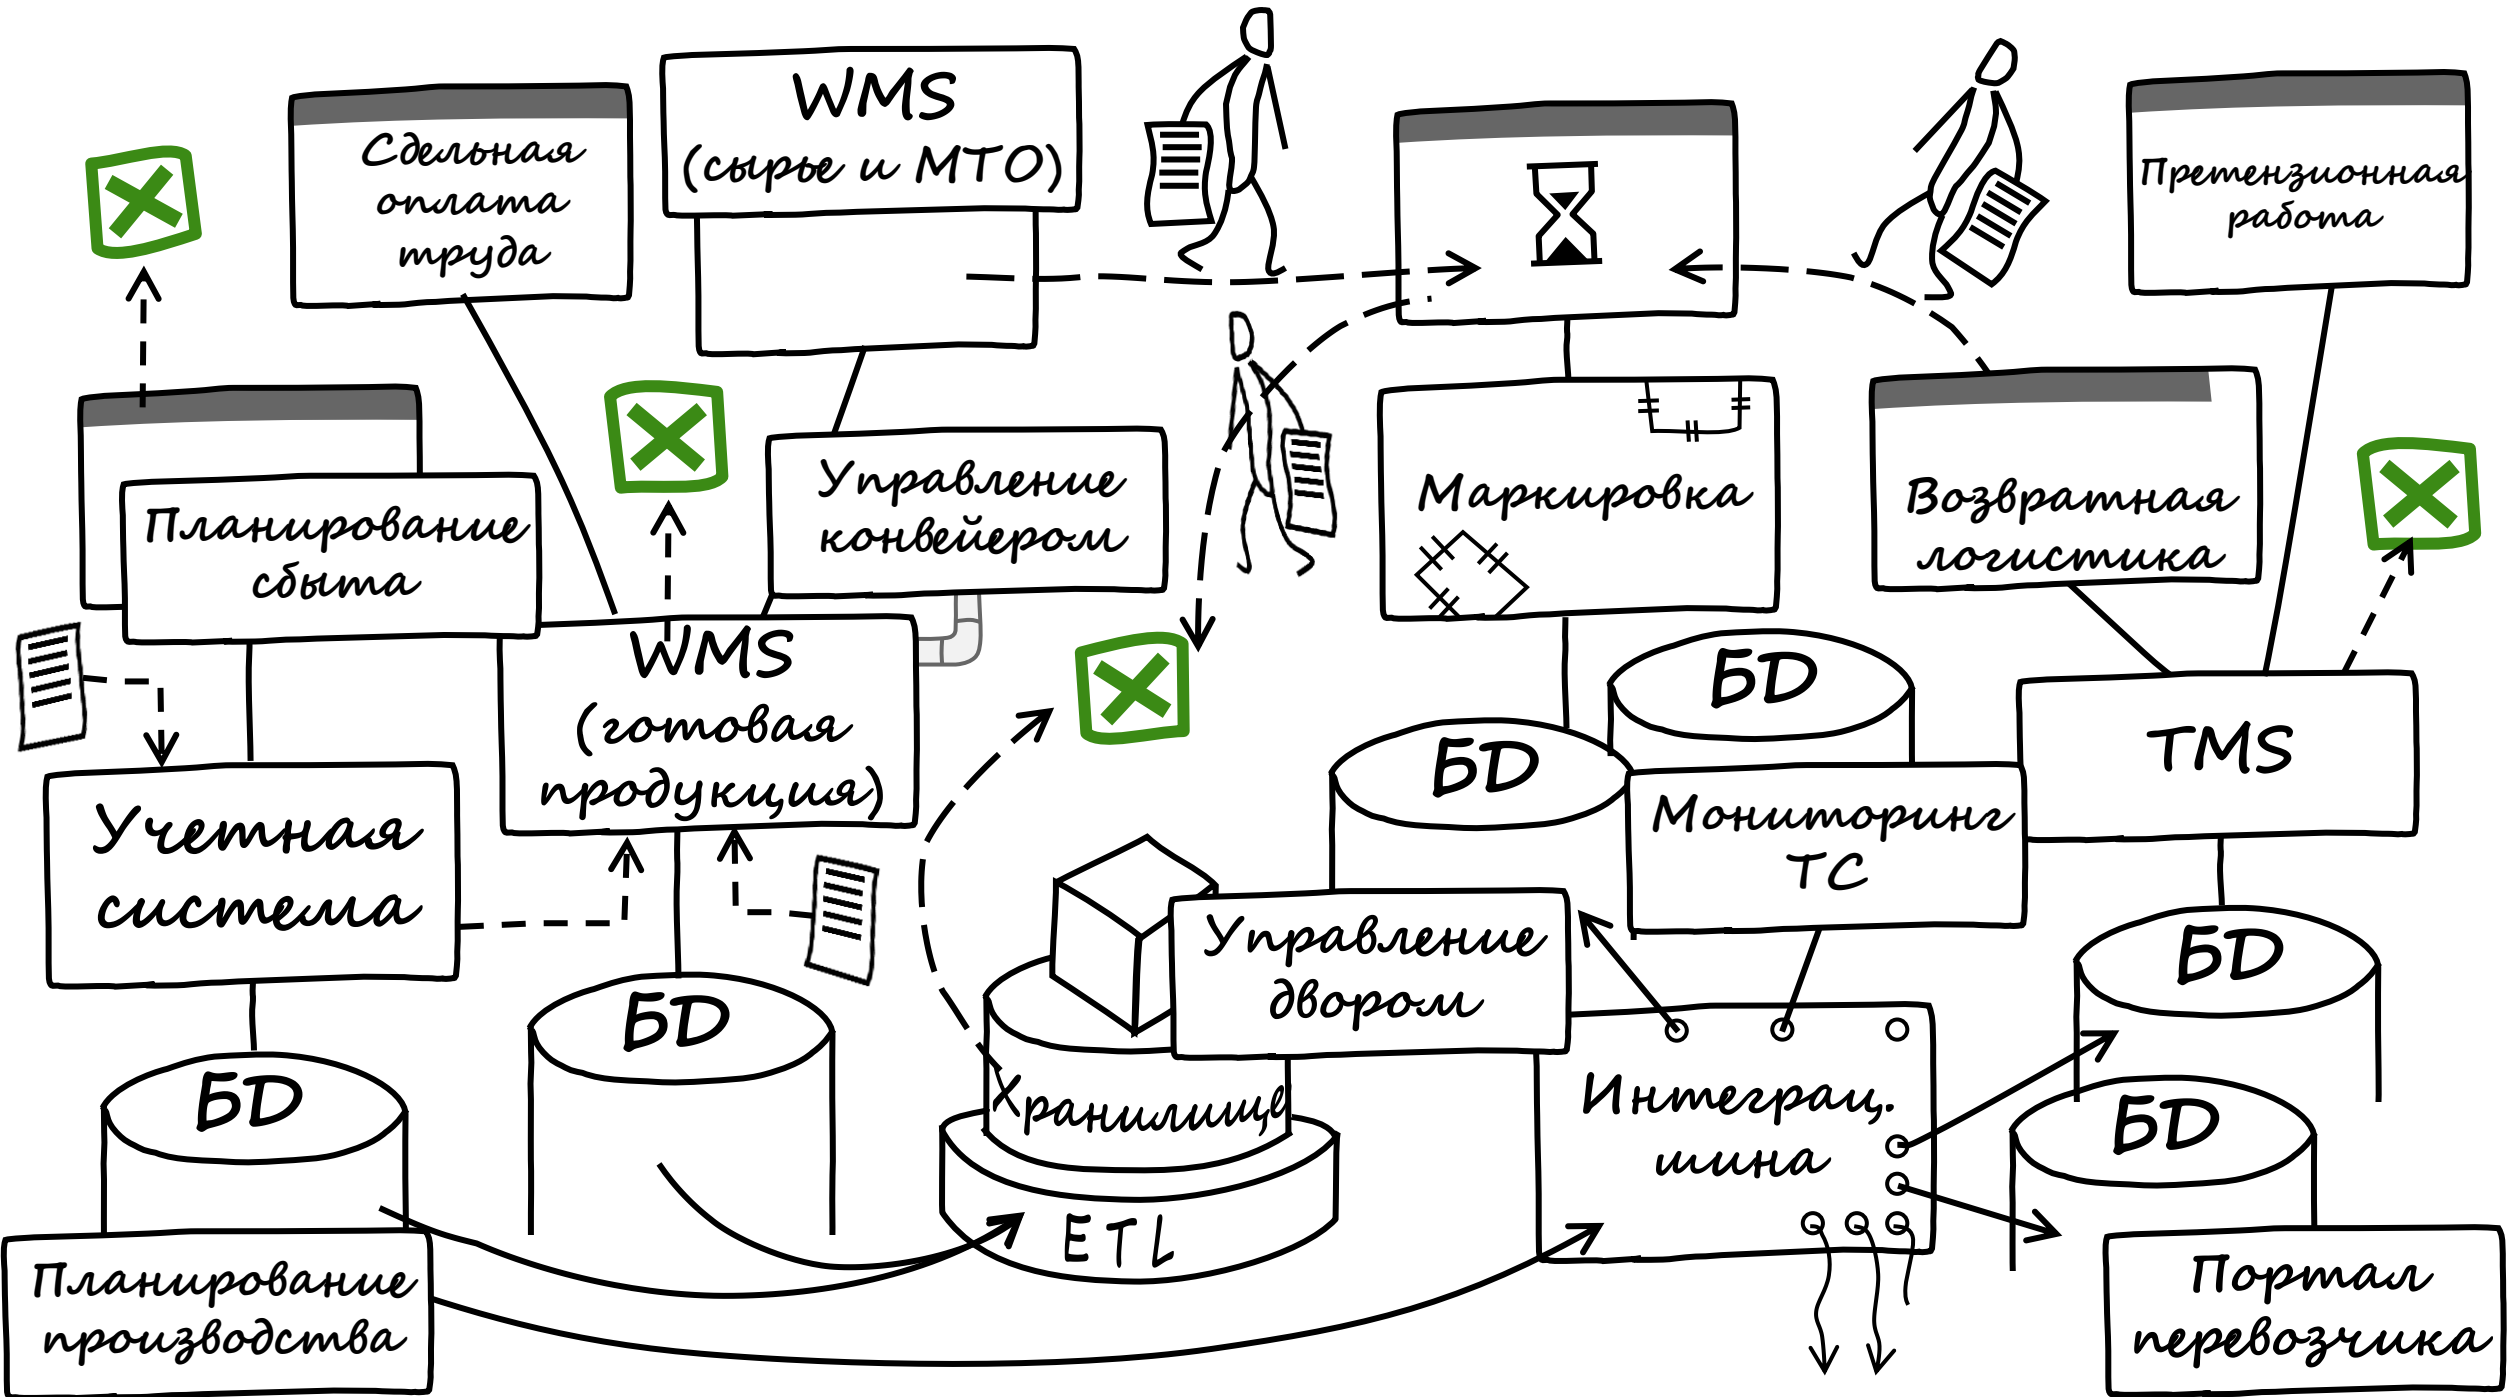 WMS
(сырье и МТО)
Сдельная
оплата
труда
Претензионная
работа
Планирование
сбыта
Управление
конвейером
Маркировка
Возвратная
логистика
WMS
(готовая
продукция)
БД
TMS
БД
Мониторинг
ТС
Учетная
система
Управление
двором
БД
БД
Хранилище
Интеграц.
шина
БД
БД
ETL
Планирование
производства
Портал
перевозчика